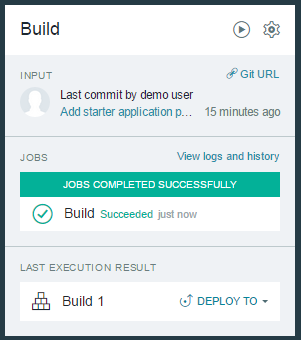 Build
INPUT
Git URL
Last commit by demo user
Add starter application p... 15 minutes ago
JOBS
View logs and history
JOBS COMPLETED SUCCESSFULLY
Build Succeeded just now
LAST EXECUTION RESULT
Build 1
DEPLOY TO